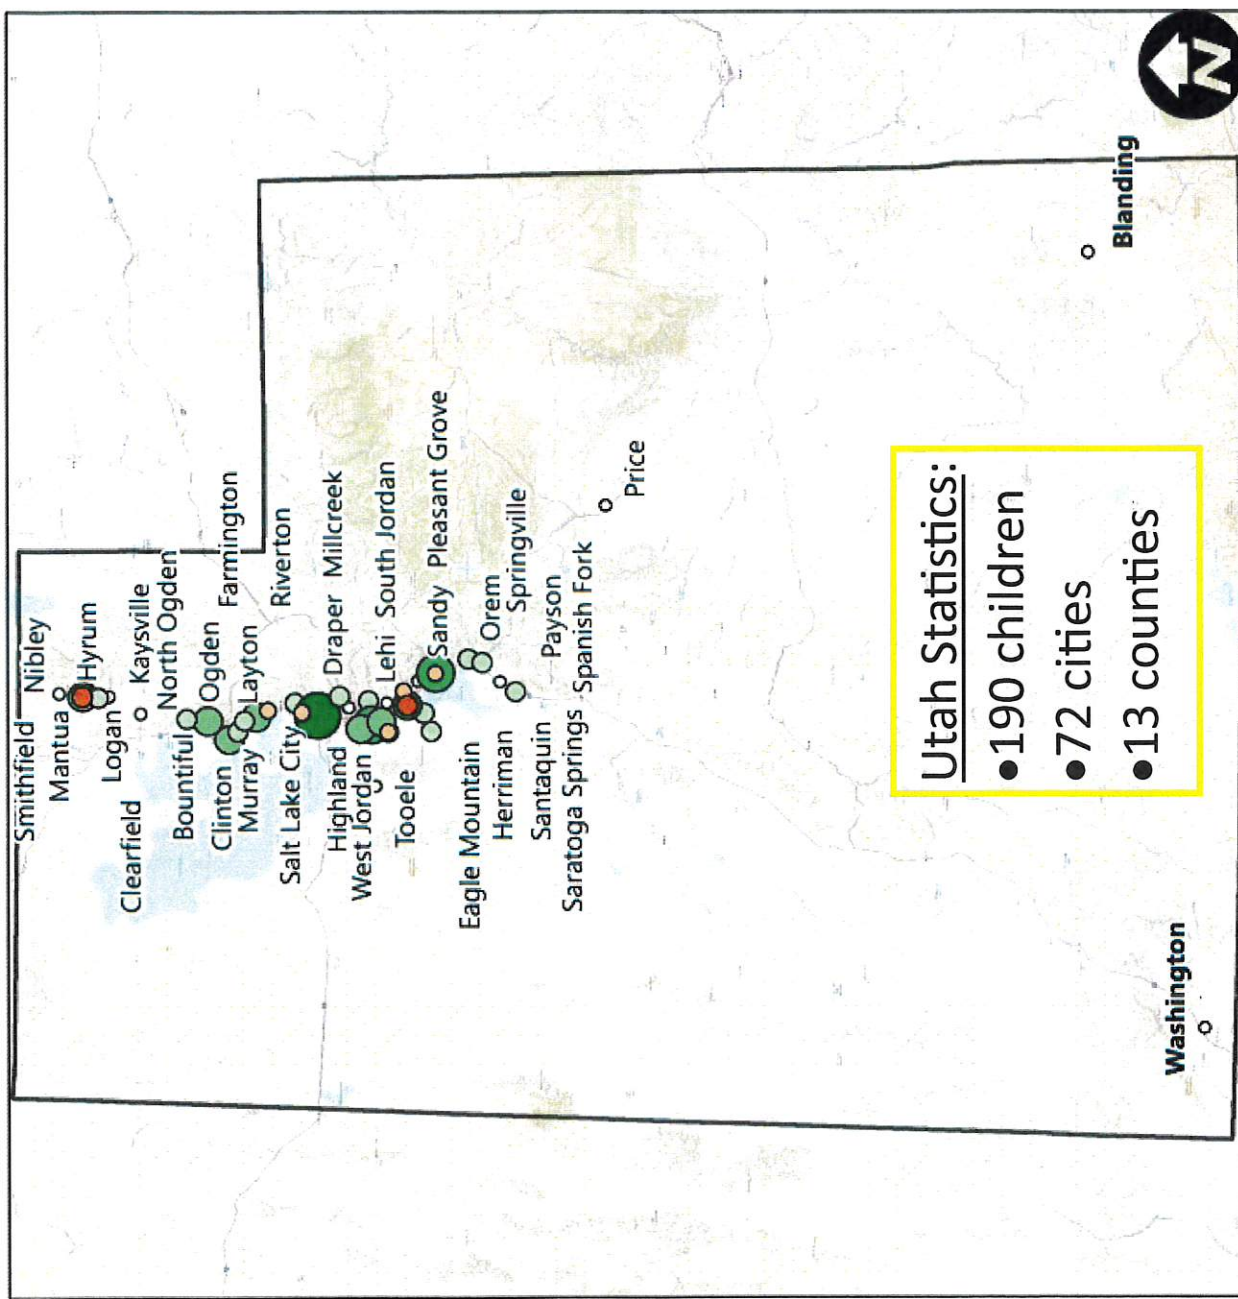 N
Smithfield
Nibley
Mantua
Hyrum
Logan
Kaysville
Clearfield
North Ogden
Bountiful
Ogden
Farmington
Clinton
Layton
Murray
Riverton
Salt Lake City
Draper Millcreek
Highland
West Jordan
Lehi South Jordan
Tooele
Sandy Pleasant Grove
Orem
Eagle Mountain
Springville
Herriman
Payson
Santaquin
Spanish Fork
Saratoga Springs
Price
Blanding
Washington
Utah Statistics:
•190 children
•72 cities
•13 counties